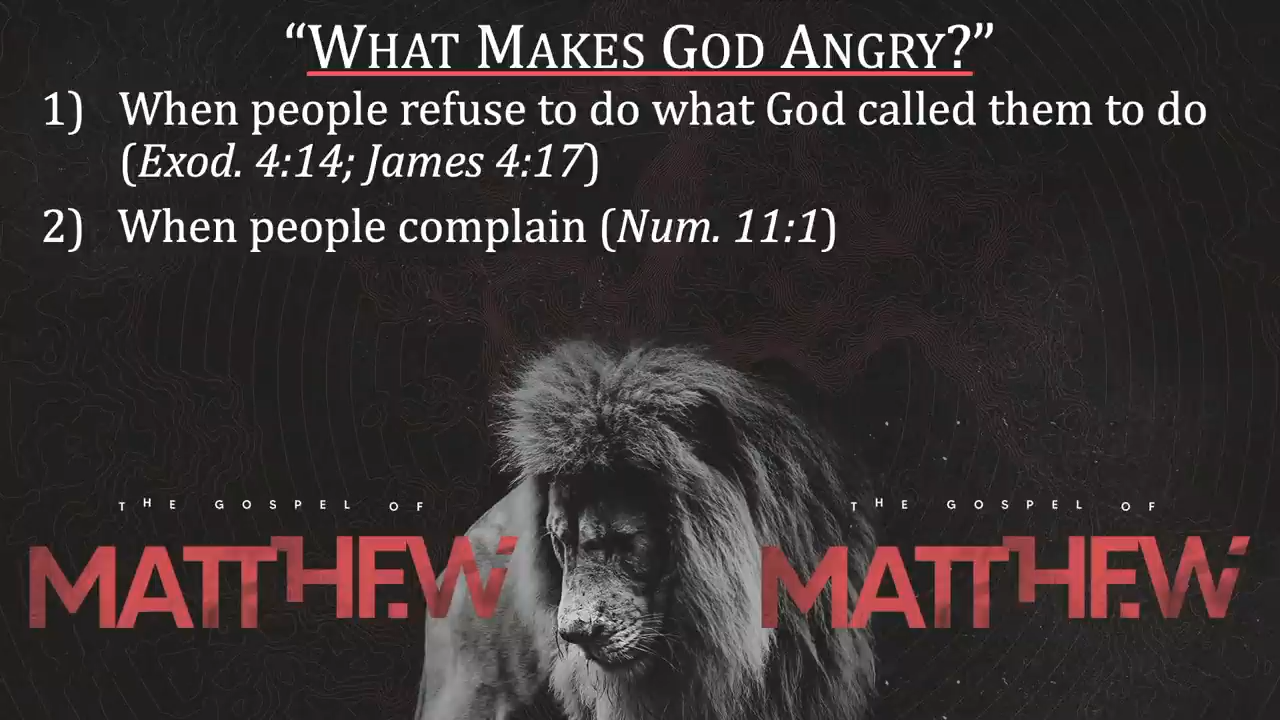 “WHAT MAKES GOD ANGRY?”
1) When people refuse to do what God called them to do
(Exod. 4:14; James 4:17)
2) When people complain (Num. 11:1)
THE GOSPEL OF
MATTHEW
THE GOSPEL OF
MATTHEW